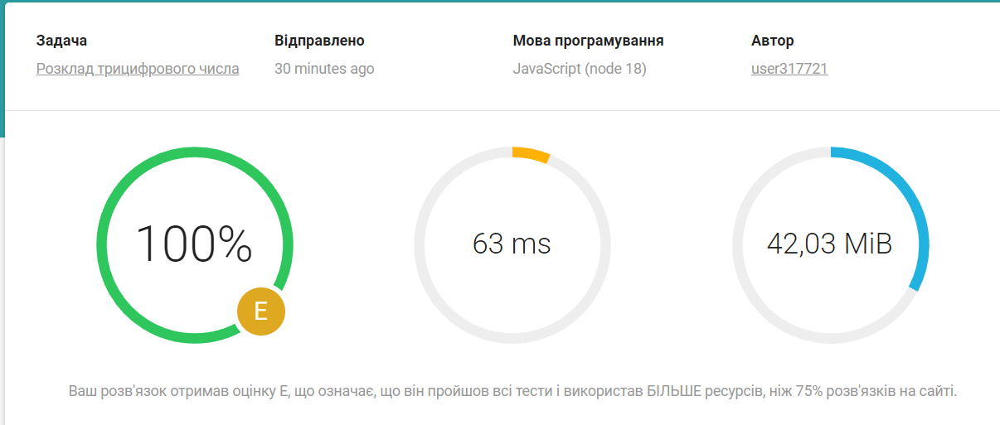 Задача
Відправлено
Мова програмування
Автор
Розклад трицифрового числа
30 minutes ago
JavaScript (node 18)
user317721
100%
E
63 ms
42,03 MiB
Ваш розв'язок отримав оцінку E, що означає, що він пройшов всі тести і використав БІЛЬШЕ ресурсів, ніж 75% розв'язків на сайті.